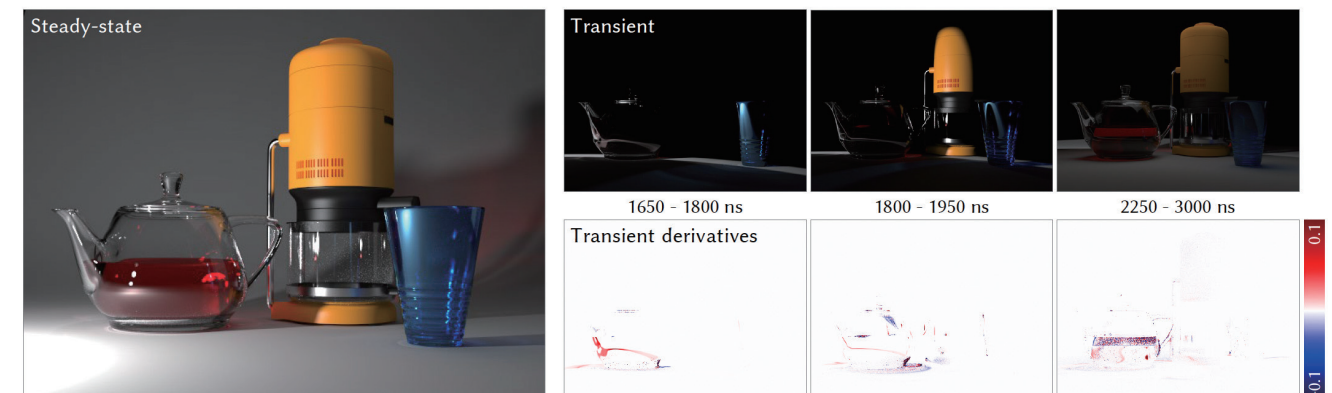 Steady-state
Transient
1650 - 1800 ns
1800 - 1950 ns
2250 - 3000 ns
Transient derivatives
0.1
-0.1